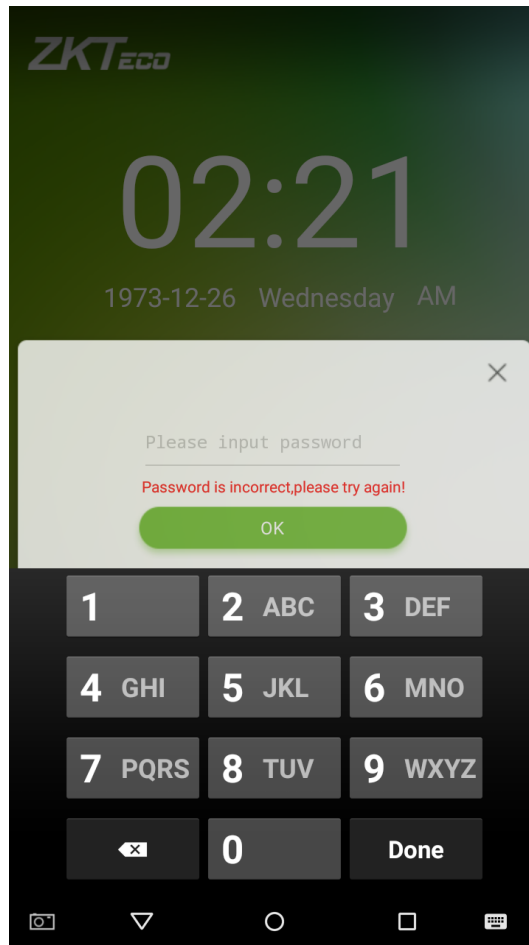 ZKTECO
02:21
1973-12-26 Wednesday AM
Please input password
Password is incorrect,please try again!
OK
1 2 ABC 3 DEF
4 GHI 5 JKL 6 MNO
7 PQRS 8 TUV 9 WXYZ
0 Done